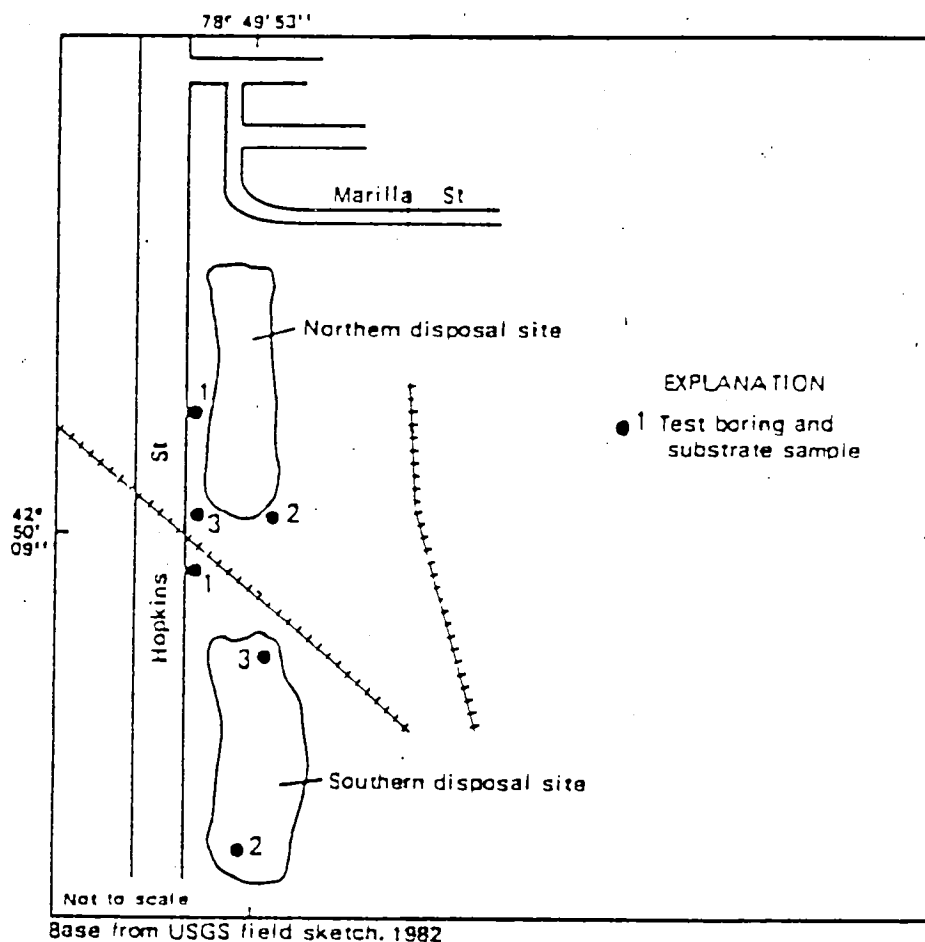 78° 49' 53"
Marilla St
Northern disposal site
1
EXPLANATION
1 Test boring and
substrate sample
St
3
2
42°
50'
09"
1
Hopkins
3
Southern disposal site
2
Not to scale
Base from USGS field sketch. 1982